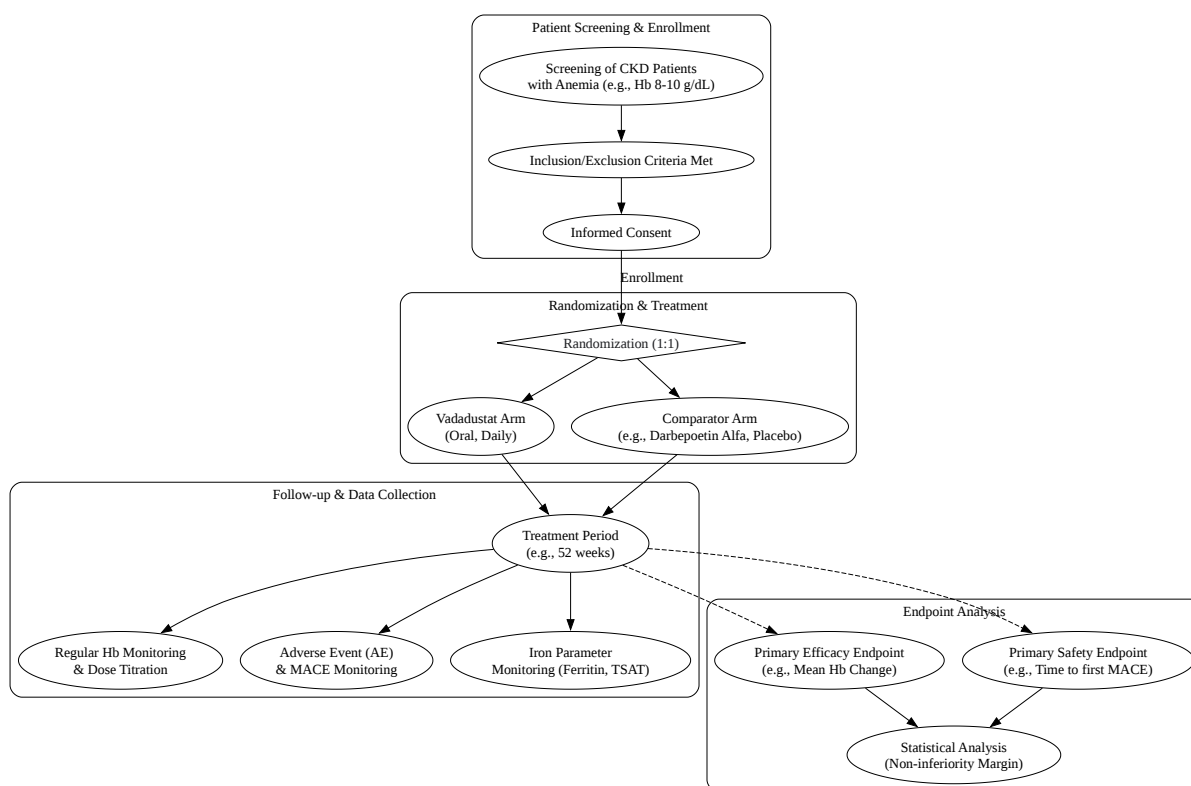 Patient Screening & Enrollment
Screening of CKD Patients
with Anemia (e.g., Hb 8-10 g/dL)
Inclusion/Exclusion Criteria Met
Informed Consent
Enrollment
Randomization & Treatment
Randomization (1:1)
Vadadustat Arm
(Oral, Daily)
Comparator Arm
(e.g., Darbepoetin Alfa, Placebo)
Follow-up & Data Collection
Treatment Period
(e.g., 52 weeks)
Regular Hb Monitoring
& Dose Titration
Adverse Event (AE)
& MACE Monitoring
Iron Parameter
Monitoring (Ferritin, TSAT)
Endpoint Analysis
Primary Efficacy Endpoint
(e.g., Mean Hb Change)
Primary Safety Endpoint
(e.g., Time to first MACE)
Statistical Analysis
(Non-inferiority Margin)